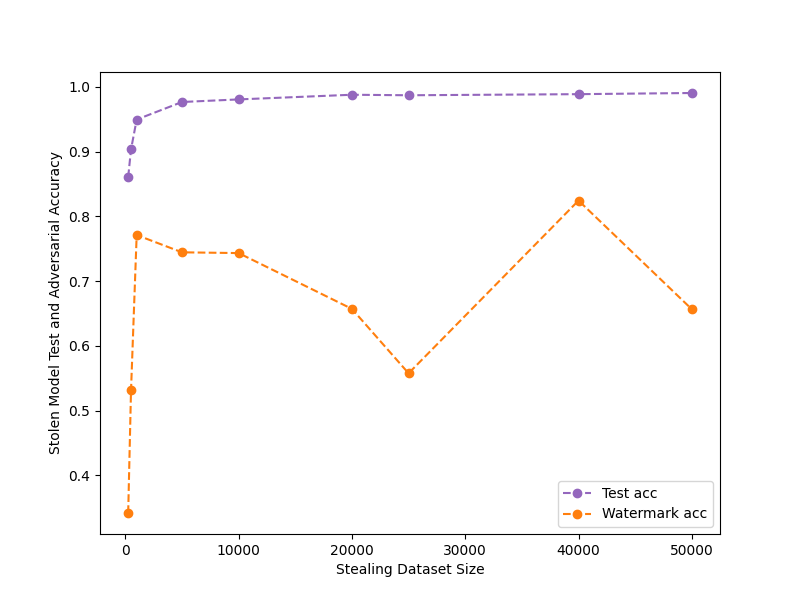 1.0
0.9
0.8
0.7
0.6
0.5
0.4
Stolen Model Test and Adversarial Accuracy
Test acc
Watermark acc
0 10000 20000 30000 40000 50000
Stealing Dataset Size